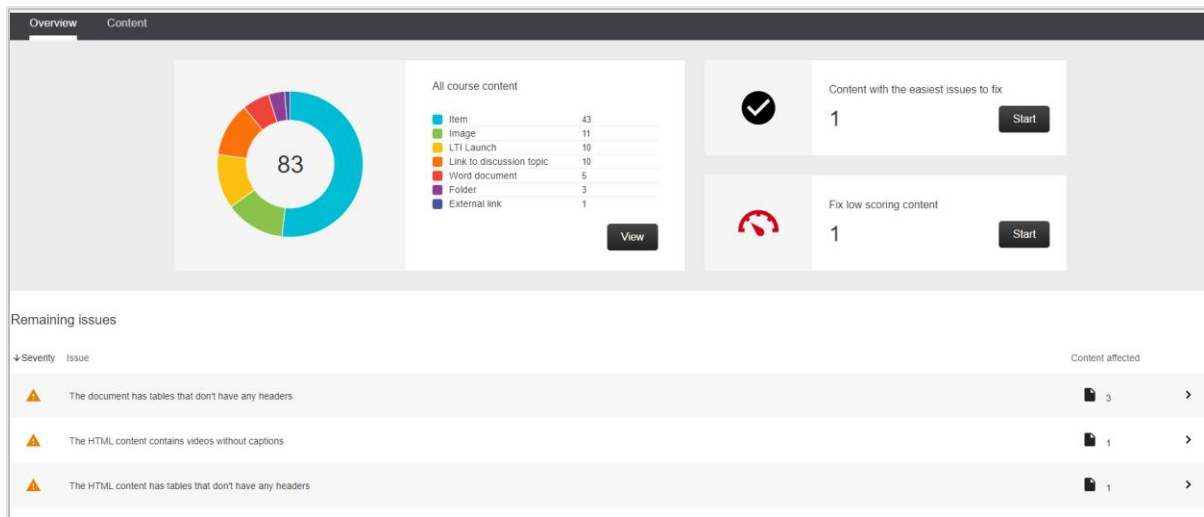 Overview Content
83
All course content
Item 43
Image 11
LTI Launch 10
Link to discussion topic 10
Word document 5
Folder 3
External link 1
View
Content with the easiest issues to fix
1 Start
Fix low scoring content
1 Start
Remaining issues
Severity Issue Content affected
The document has tables that don't have any headers 3
The HTML content contains videos without captions 1
The HTML content has tables that don't have any headers 1